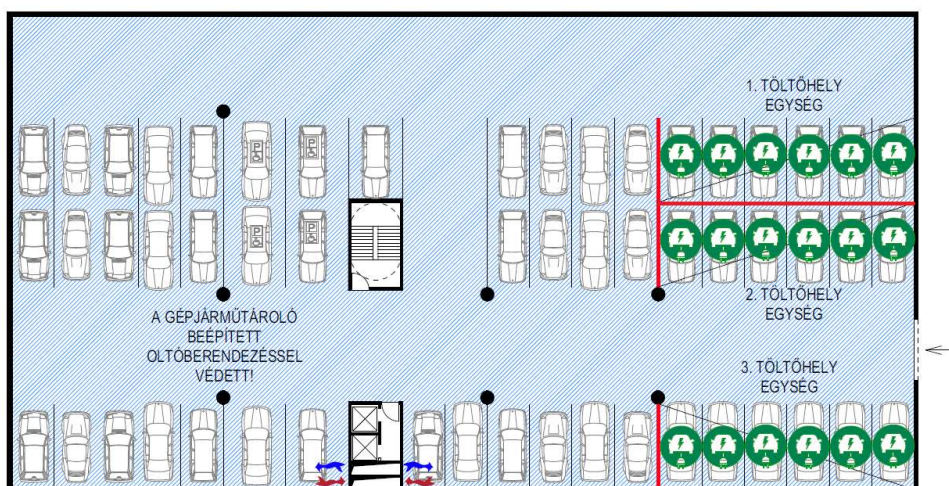 1. TÖLTŐHELY
EGYSÉG
P
P
P
P
2. TÖLTŐHELY
EGYSÉG
A GÉPJÁRMŰTÁROLÓ
BEÉPÍTETT
OLTÓBERENDEZÉSSEL
VÉDETT!
3. TÖLTŐHELY
EGYSÉG